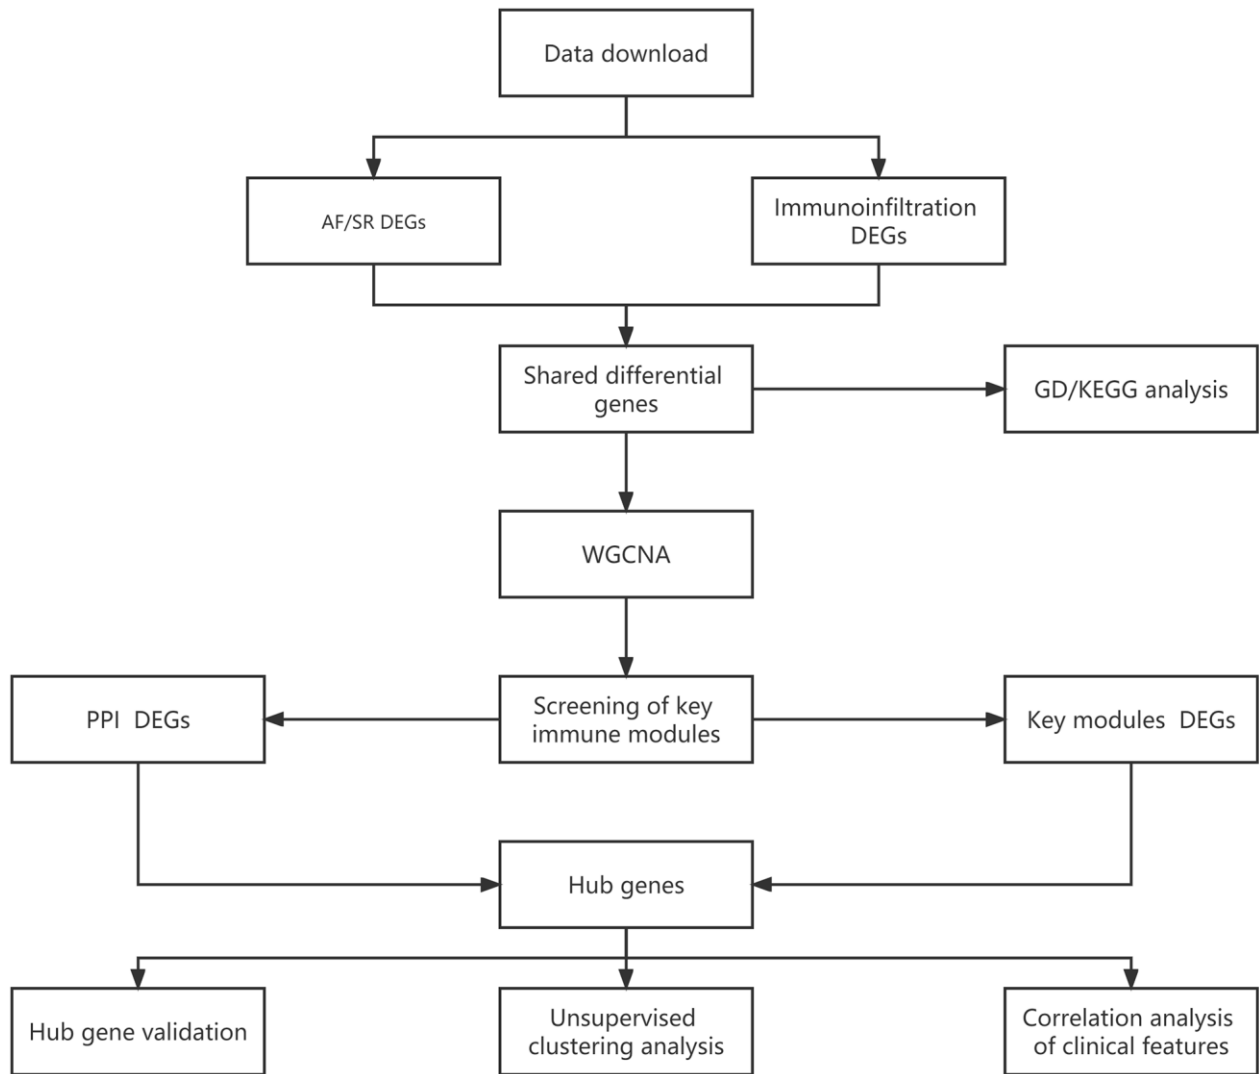 Data download
AF/SR DEGs
Immunoinfiltration
DEGs
Shared differential
genes
GD/KEGG analysis
WGCNA
PPI DEGs
Screening of key
immune modules
Key modules DEGs
Hub genes
Hub gene validation
Unsupervised
clustering analysis
Correlation analysis
of clinical features